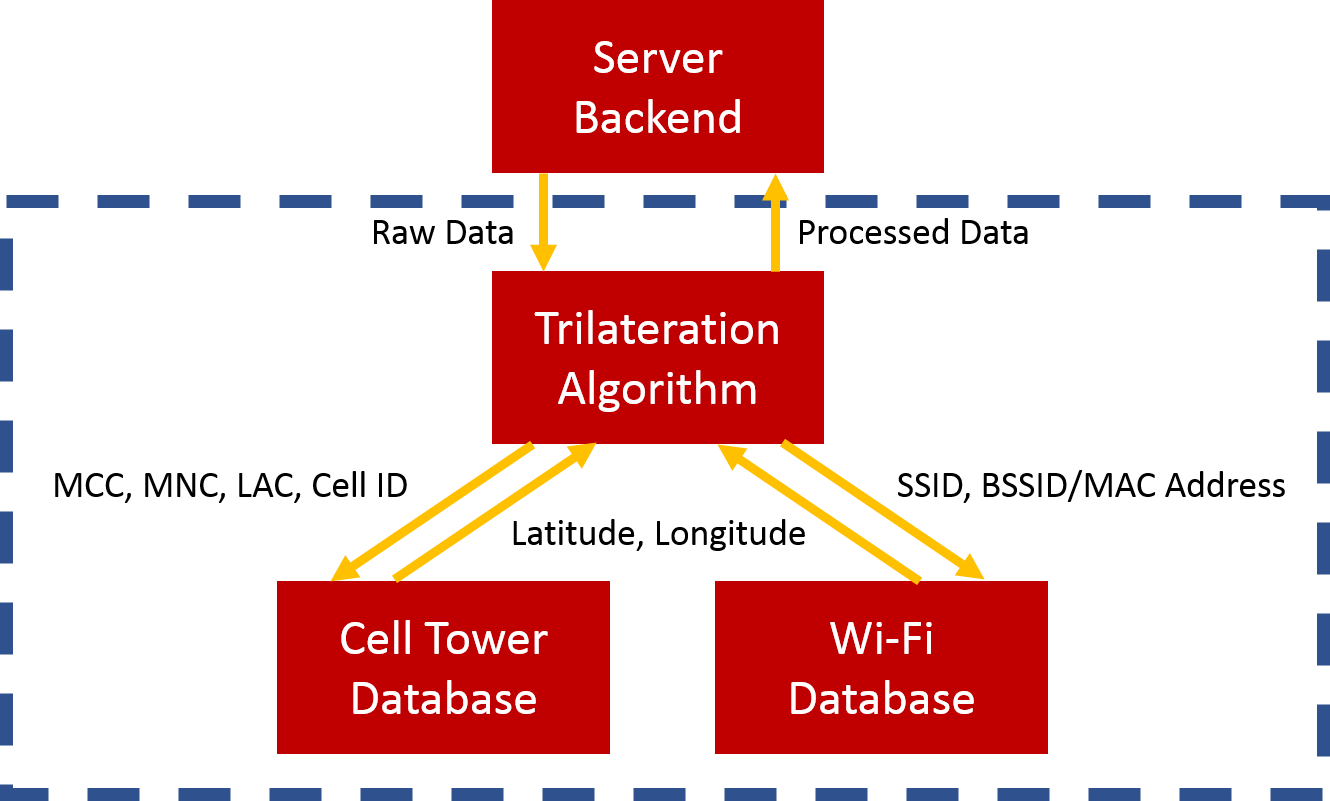 Server
Backend
Raw Data
Processed Data
Trilateration
Algorithm
MCC, MNC, LAC, Cell ID
SSID, BSSID/MAC Address
Latitude, Longitude
Cell Tower
Database
Wi-Fi
Database